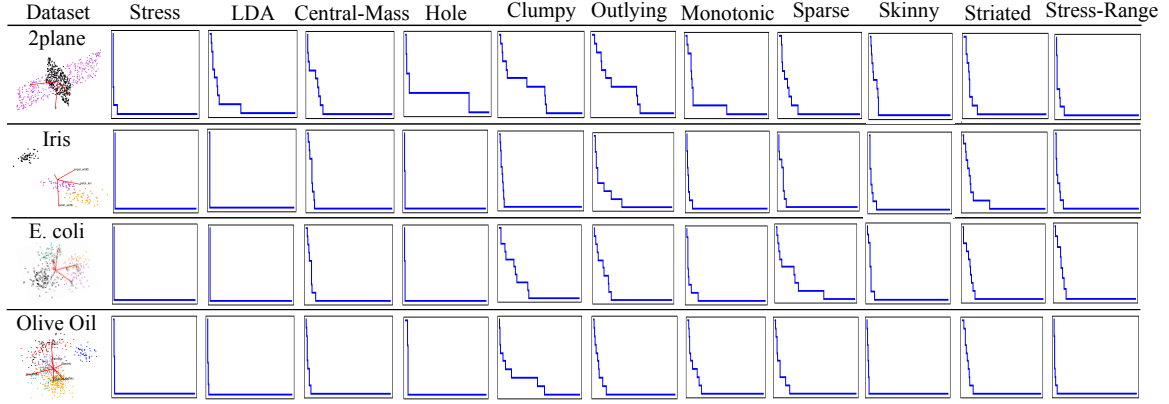 Dataset Stress LDA Central-Mass Hole Clumpy Outlying Monotonic Sparse Skinny Striated Stress-Range
2plane
Iris
E. coli
Olive Oil